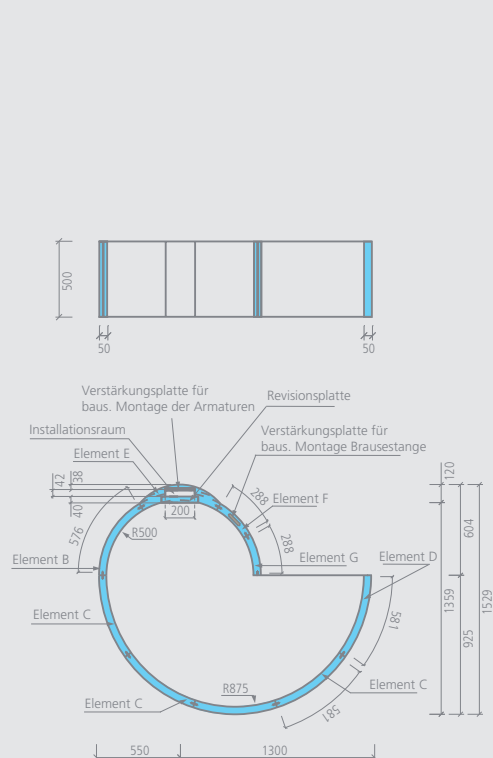 500
50
50
Verstärkungsplatte für
baus. Montage der Armaturen
Revisionsplatte
Installationsraum
Verstärkungsplatte für
baus. Montage Brausestange
Element E
42
38
40
120
200
288
Element F
604
576
R500
288
Element B
Element G
Element D
Element C
581
1359
925
1529
R875
Element C
Element C
581
550
1300